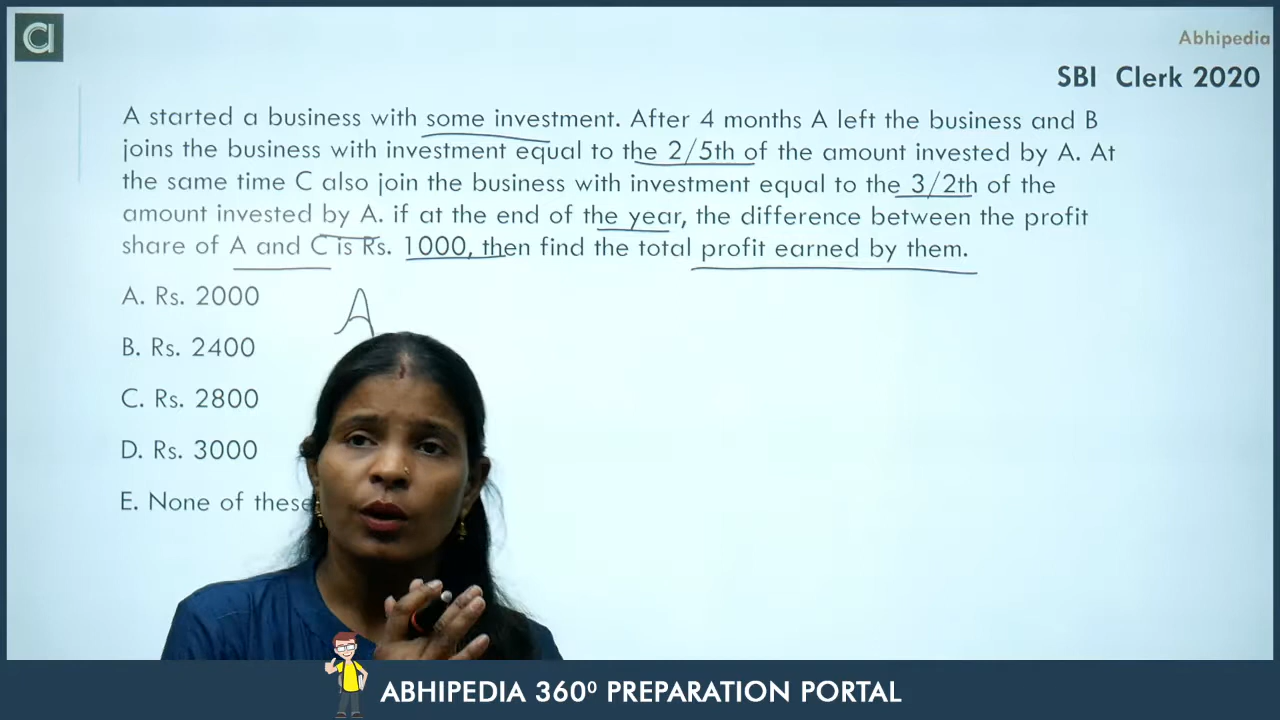 Abhipedia
SBI Clerk 2020
A started a business with some investment. After 4 months A left the business and B
joins the business with investment equal to the 2/5th of the amount invested by A. At
the same time C also join the business with investment equal to the 3/2th of the
amount invested by A. if at the end of the year, the difference between the profit
share of A and C is Rs. 1000, then find the total profit earned by them.
A. Rs. 2000
A
B. Rs. 2400
C. Rs. 2800
D. Rs. 3000
E. None of these
ABHIPEDIA 360⁰ PREPARATION PORTAL